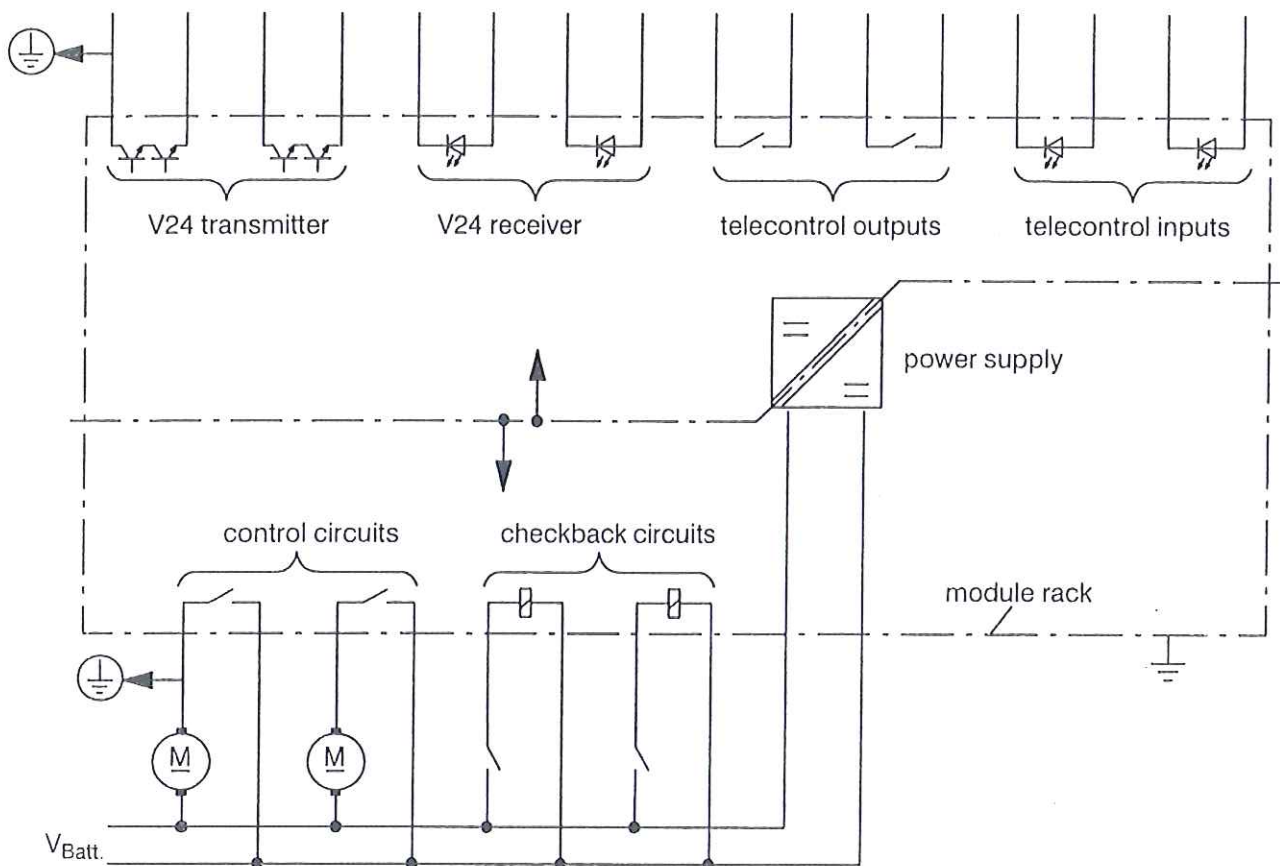 V24 transmitter
V24 receiver
telecontrol outputs
telecontrol inputs
power supply
control circuits
checkback circuits
module rack
M
M
VBatt.